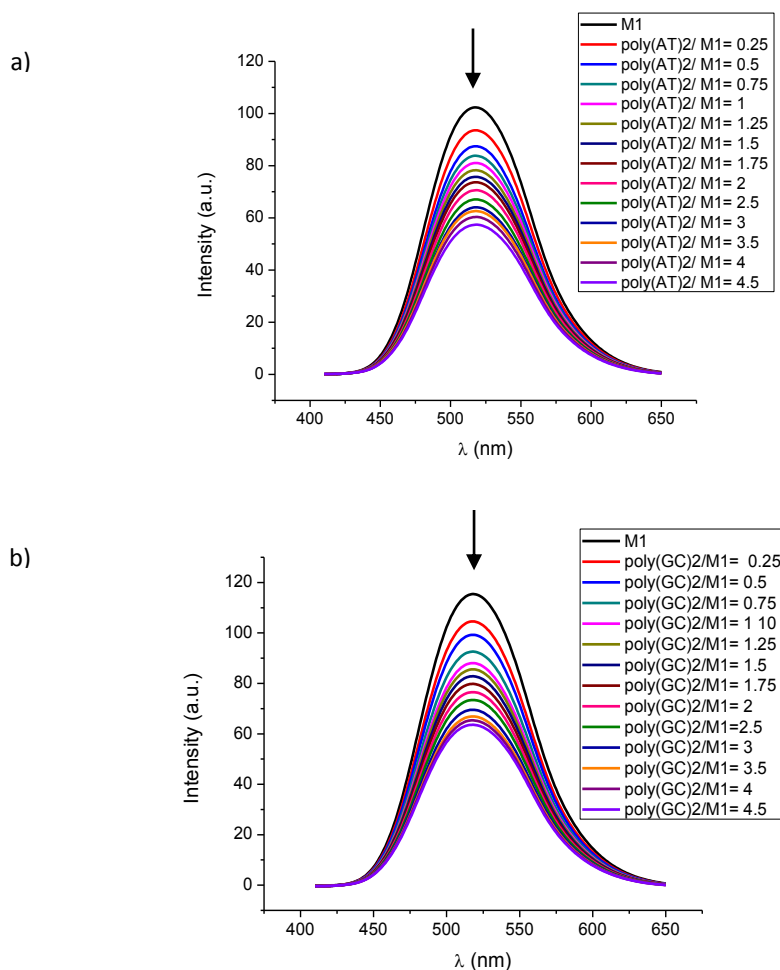 a)
Intensity (a.u.)
120
100
80
60
40
20
0
400 450 500 550 600 650
λ (nm)
M1
poly(AT)2/ M1= 0.25
poly(AT)2/ M1= 0.5
poly(AT)2/ M1= 0.75
poly(AT)2/ M1= 1
poly(AT)2/ M1= 1.25
poly(AT)2/ M1= 1.5
poly(AT)2/ M1= 1.75
poly(AT)2/ M1= 2
poly(AT)2/ M1= 2.5
poly(AT)2/ M1= 3
poly(AT)2/ M1= 3.5
poly(AT)2/ M1= 4
poly(AT)2/ M1= 4.5
b)
Intensity (a.u.)
120
100
80
60
40
20
0
400 450 500 550 600 650
λ (nm)
M1
poly(GC)2/M1= 0.25
poly(GC)2/M1= 0.5
poly(GC)2/M1= 0.75
poly(GC)2/M1= 1 10
poly(GC)2/M1= 1.25
poly(GC)2/M1= 1.5
poly(GC)2/M1= 1.75
poly(GC)2/M1= 2
poly(GC)2/M1=2.5
poly(GC)2/M1= 3
poly(GC)2/M1= 3.5
poly(GC)2/M1= 4
poly(GC)2/M1= 4.5